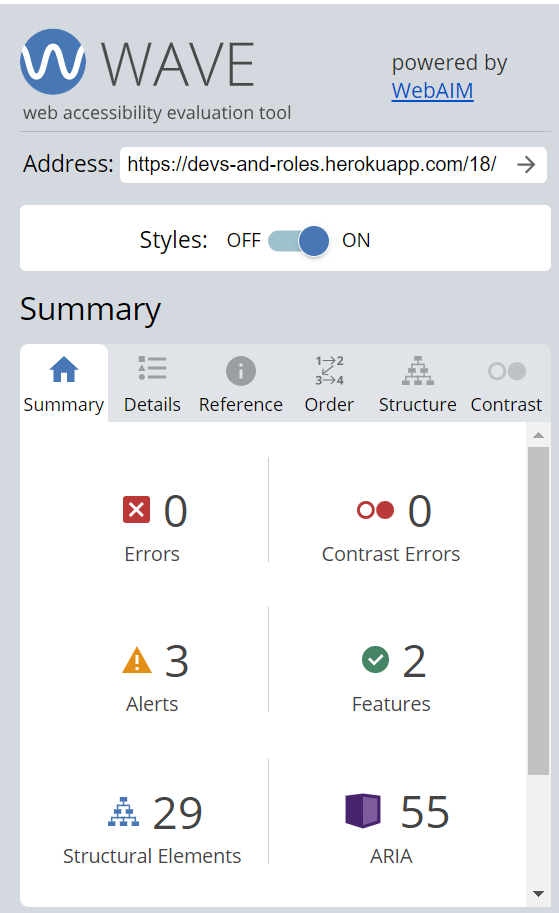 WAVE
web accessibility evaluation tool
powered by
WebAIM
Address: https://devs-and-roles.herokuapp.com/18/
Styles: OFF ON
Summary
1→2
3→4
Summary Details Reference Order Structure Contrast
0 0
Errors Contrast Errors
3 2
Alerts Features
29 55
Structural Elements ARIA